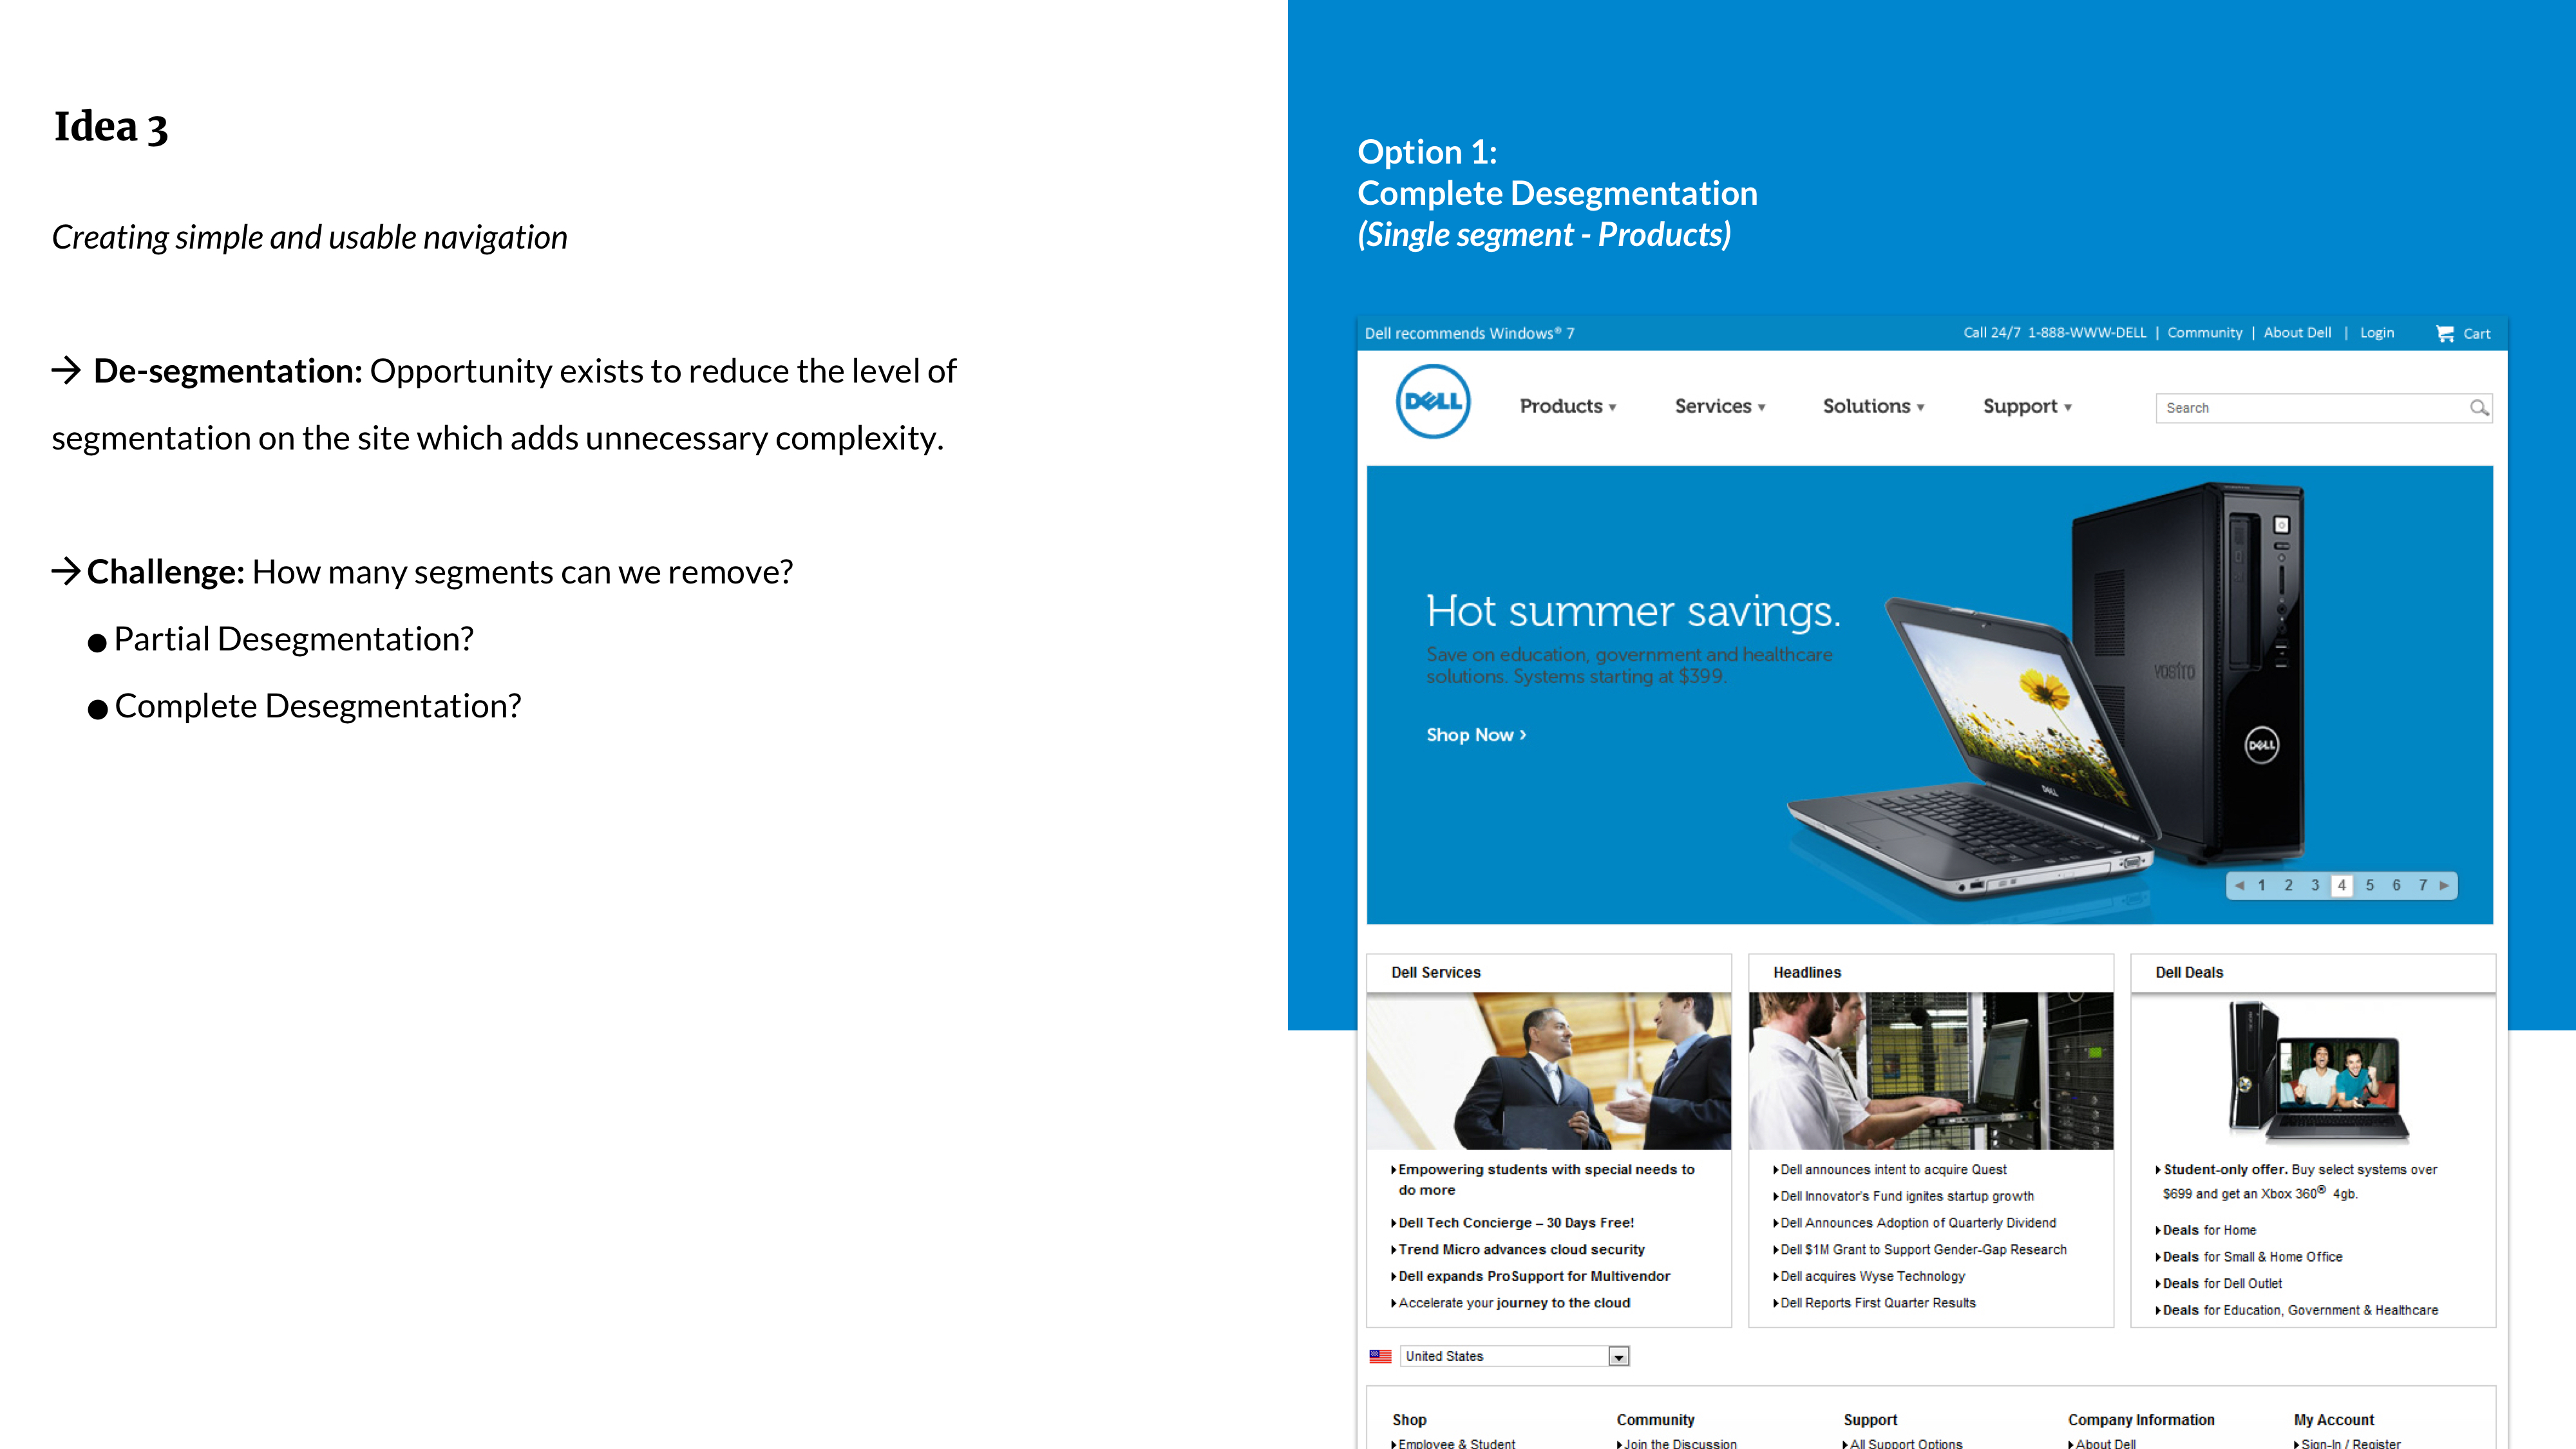 Idea 3
Creating simple and usable navigation
→ De-segmentation: Opportunity exists to reduce the level of
segmentation on the site which adds unnecessary complexity.
→ Challenge: How many segments can we remove?
● Partial Desegmentation?
● Complete Desegmentation?
Option 1:
Complete Desegmentation
(Single segment - Products)
Dell recommends Windows® 7
Call 24/7 1-888-WWW-DELL | Community | About Dell | Login Cart
DELL
Products ▾ Services ▾ Solutions ▾ Support ▾ Search
Hot summer savings.
Save on education, government and healthcare
solutions. Systems starting at $399.
Shop Now ›
VOSTRO
DELL
DELL
◀ 1 2 3 4 5 6 7 ▶
Dell Services
Empowering students with special needs to
do more
Dell Tech Concierge – 30 Days Free!
Trend Micro advances cloud security
Dell expands ProSupport for Multivendor
Accelerate your journey to the cloud
Headlines
Dell announces intent to acquire Quest
Dell Innovator's Fund ignites startup growth
Dell Announces Adoption of Quarterly Dividend
Dell $1M Grant to Support Gender-Gap Research
Dell acquires Wyse Technology
Dell Reports First Quarter Results
Dell Deals
Student-only offer. Buy select systems over
$699 and get an Xbox 360® 4gb.
Deals for Home
Deals for Small & Home Office
Deals for Dell Outlet
Deals for Education, Government & Healthcare
United States
Shop Community Support Company Information My Account
Employee & Student Join the Discussion All Support Options About Dell Sign-In / Register